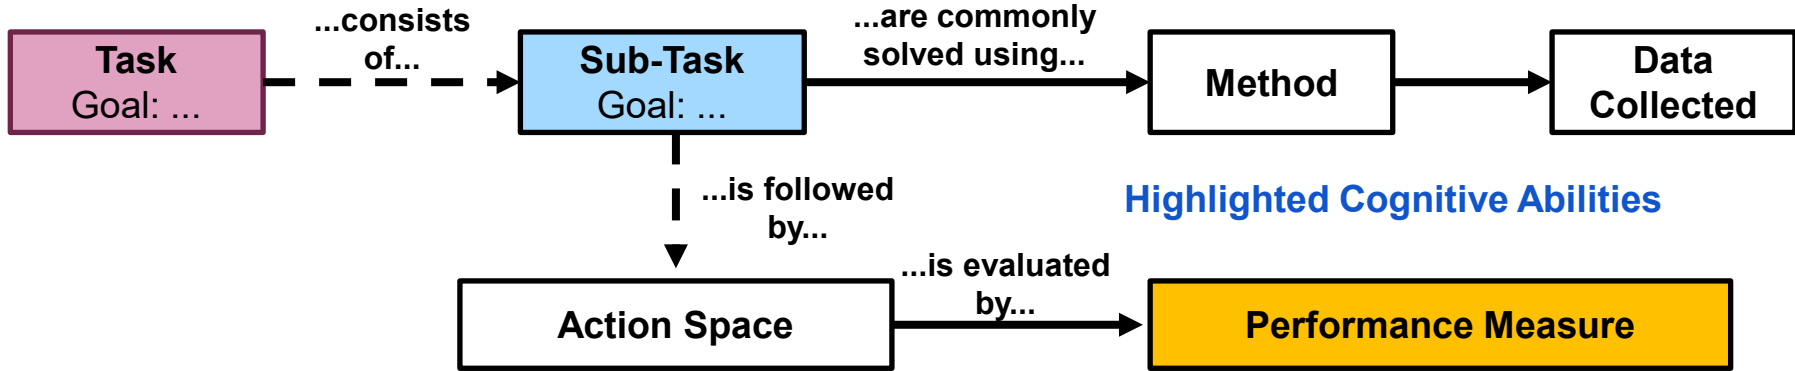 ...consists
of...
...are commonly
solved using...
Task
Goal: ...
Sub-Task
Goal: ...
Method
Data
Collected
...is followed
by...
Highlighted Cognitive Abilities
...is evaluated
by...
Action Space
Performance Measure